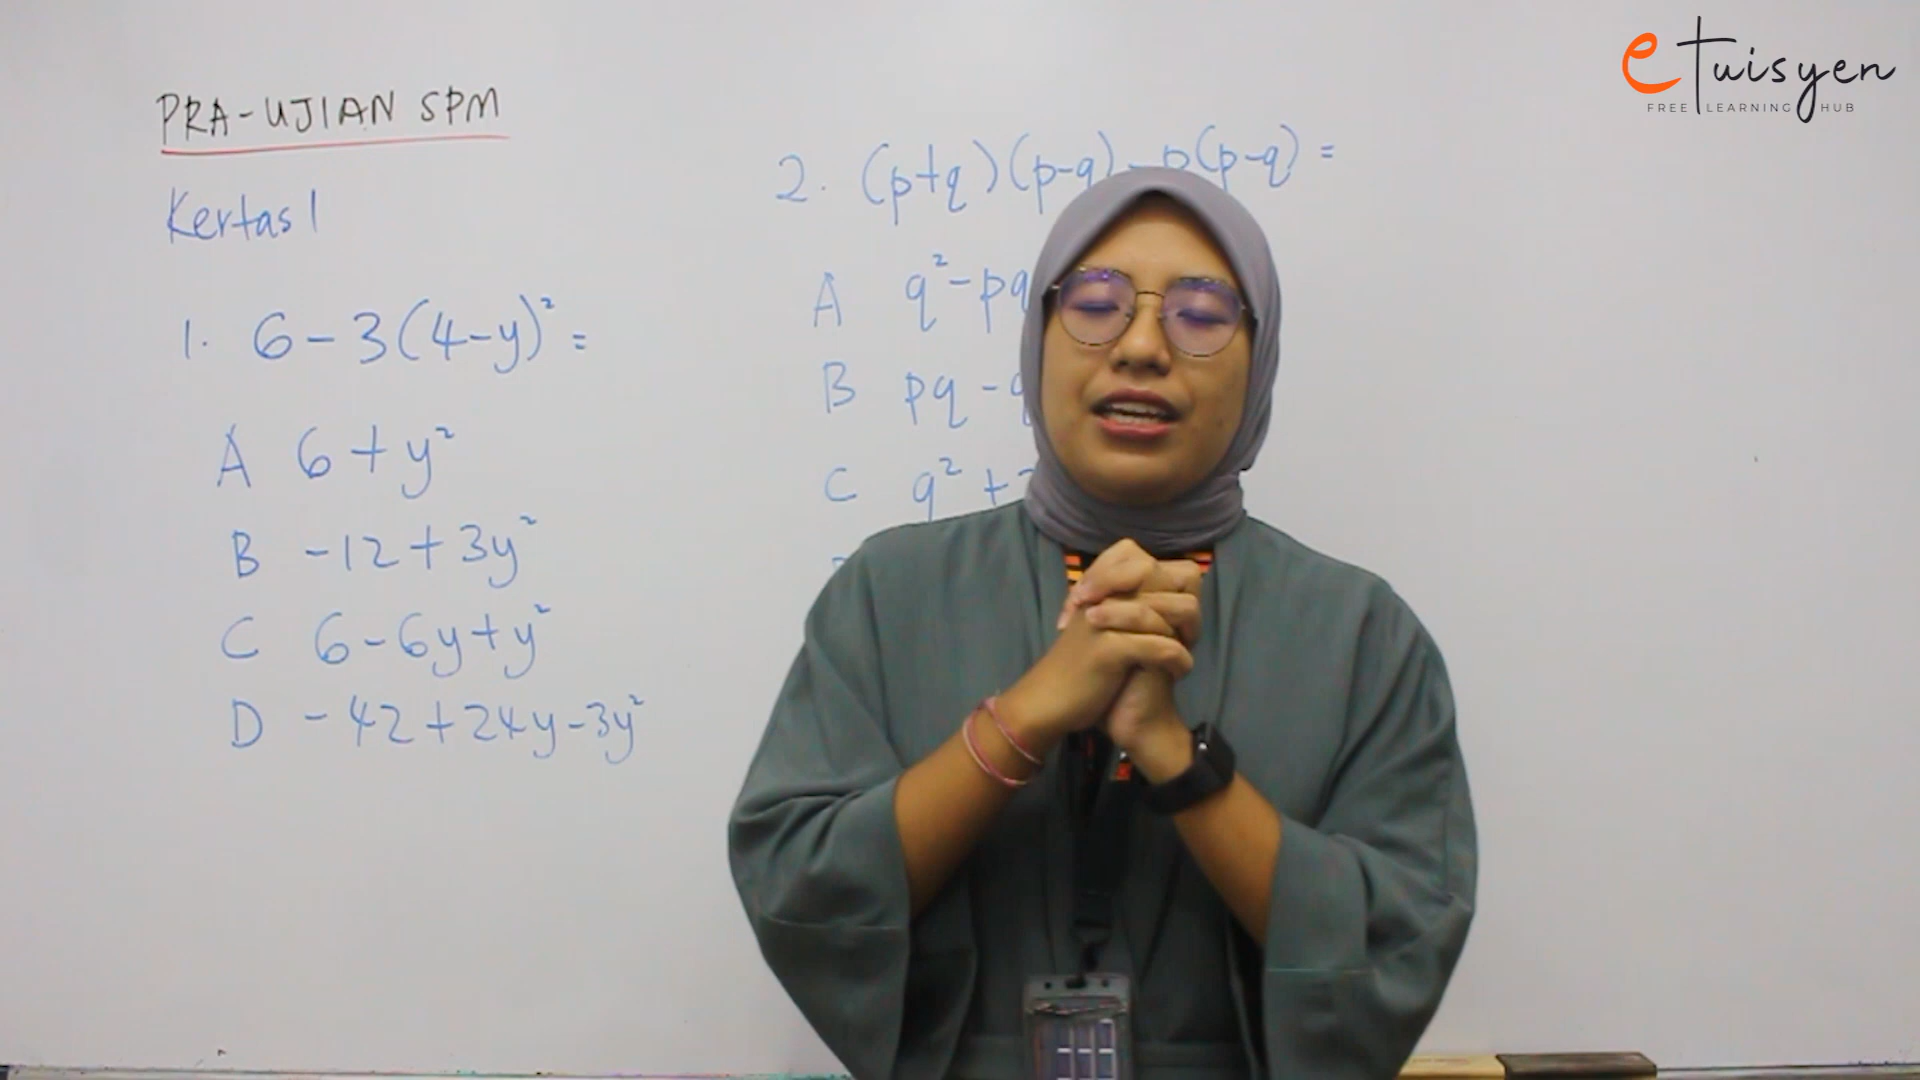 eTuisyen
FREE LEARNING HUB
PRA-UJIAN SPM
Kertas 1
1. 6-3(4-y)² =
A 6+y²
B -12+3y²
C 6-6y+y²
D -42+24y-3y²
2. (p+q)(p-q)-p(p-q) =
A q²-pq
B pq-
C q²+